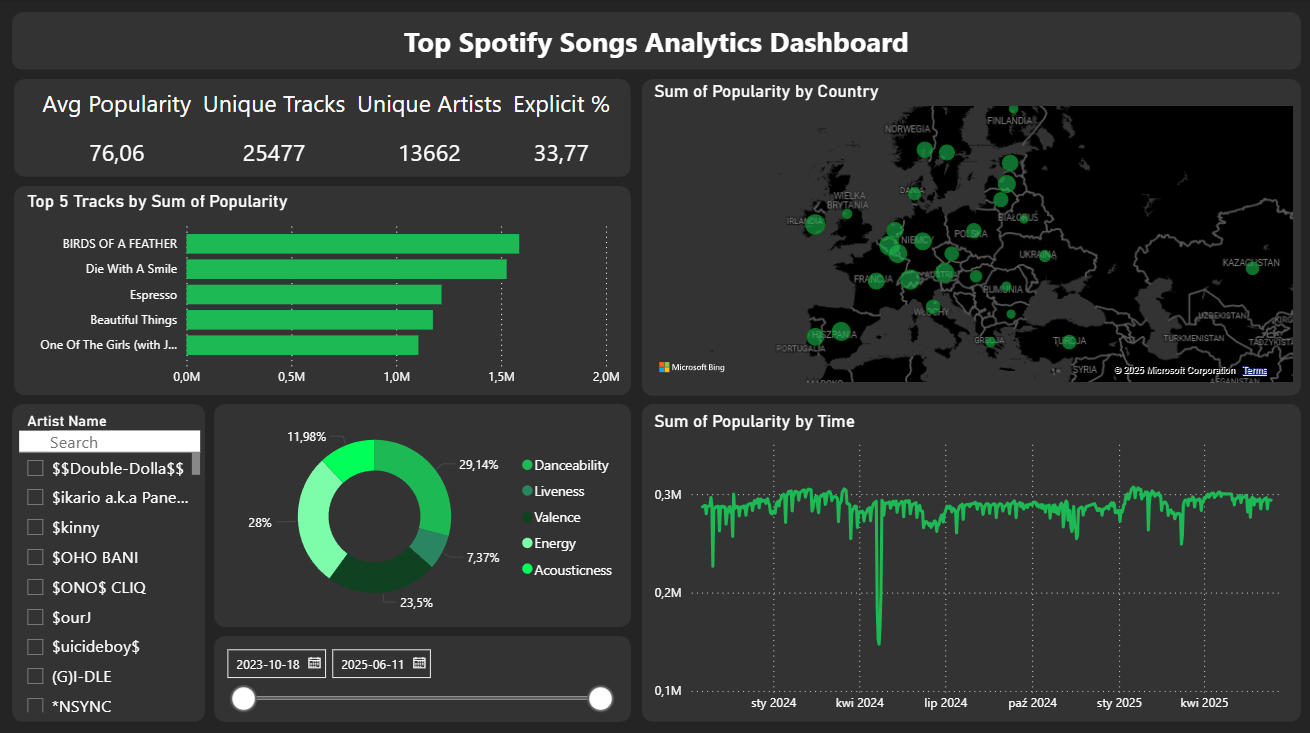 Top Spotify Songs Analytics Dashboard
Avg Popularity Unique Tracks Unique Artists Explicit %
76,06 25477 13662 33,77
Top 5 Tracks by Sum of Popularity
BIRDS OF A FEATHER
Die With A Smile
Espresso
Beautiful Things
One Of The Girls (with J...
0,0M 0,5M 1,0M 1,5M 2,0M
Sum of Popularity by Country
FINLANDIA
NORWEGIA
DANIA
WIELKA
BRYTANIA
IRLANDIA
BIAŁORUŚ
POLSKA
NIEMCY
UKRAINA
KAZACHSTAN
FRANCJA
AUSTRIA
RUMUNIA
WŁOCHY
UZBEKISTAN
HISZPANIA
PORTUGALIA
GRECJA
TURCJA
TURKMENISTAN
SYRIA
AFGANISTAN
MAROKO
Microsoft Bing
© 2025 Microsoft Corporation Terms
Artist Name
Search
$$Double-Dolla$$
$ikario a.k.a Pane...
$kinny
$OHO BANI
$ONO$ CLIQ
$ourJ
$uicideboy$
(G)I-DLE
*NSYNC
11,98%
29,14%
28%
7,37%
23,5%
Danceability
Liveness
Valence
Energy
Acousticness
2023-10-18 2025-06-11
Sum of Popularity by Time
0,3M
0,2M
0,1M
sty 2024 kwi 2024 lip 2024 paź 2024 sty 2025 kwi 2025